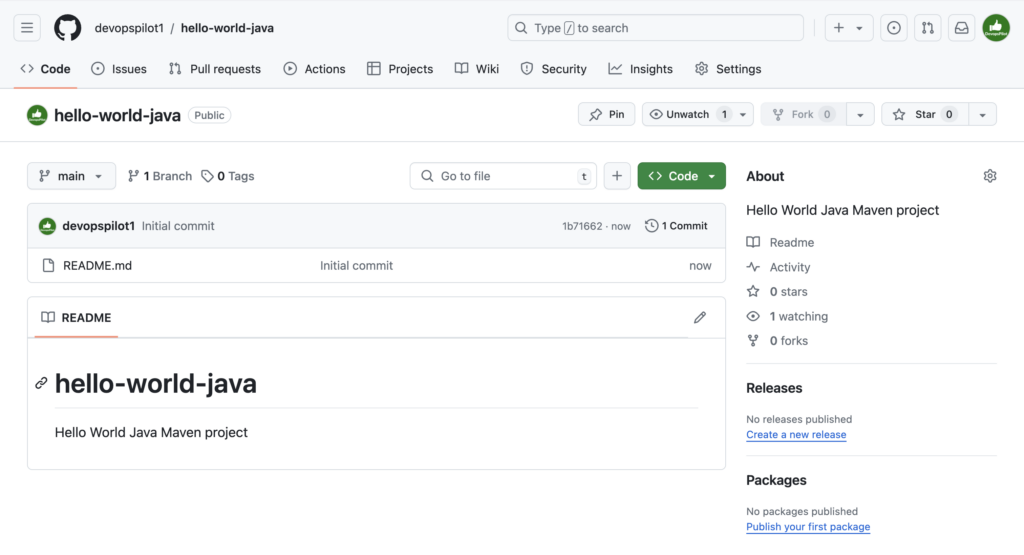 devopspilot1 / hello-world-java
Type / to search
Code Issues Pull requests Actions Projects Wiki Security Insights Settings
hello-world-java Public
Pin Unwatch 1 Fork 0 Star 0
main 1 Branch 0 Tags Go to file t Code
devopspilot1 Initial commit 1b71662 · now 1 Commit
README.md Initial commit now
README
hello-world-java
Hello World Java Maven project
About
Hello World Java Maven project
Readme
Activity
0 stars
1 watching
0 forks
Releases
No releases published
Create a new release
Packages
No packages published
Publish your first package